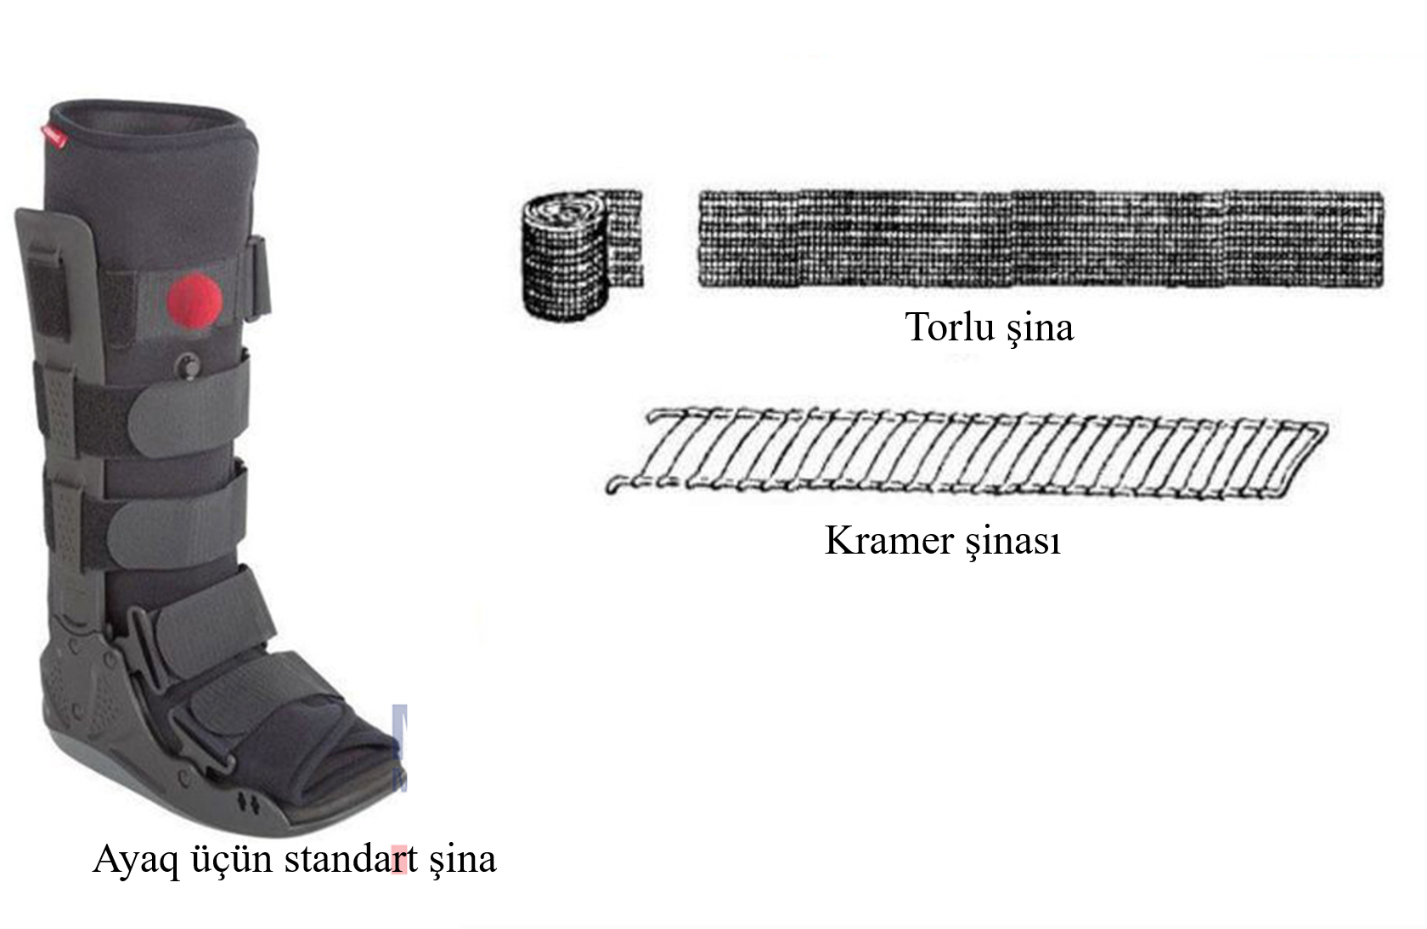 Torlu şina
Kramer şinası
Ayaq üçün standart şina